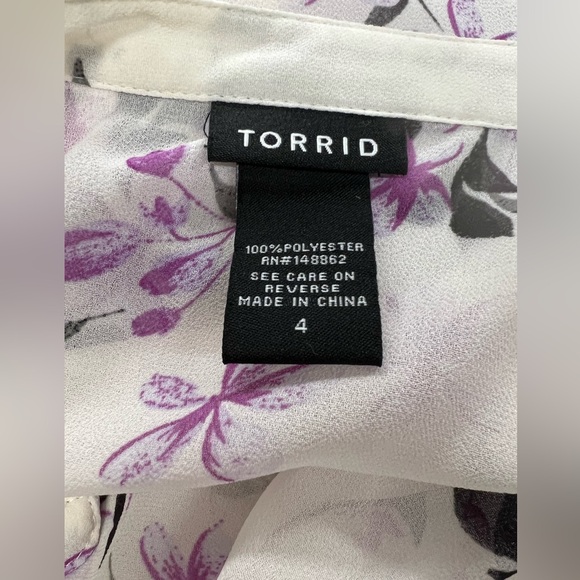 TORRID
100%POLYESTER
RN#148862
SEE CARE ON
REVERSE
MADE IN CHINA
4